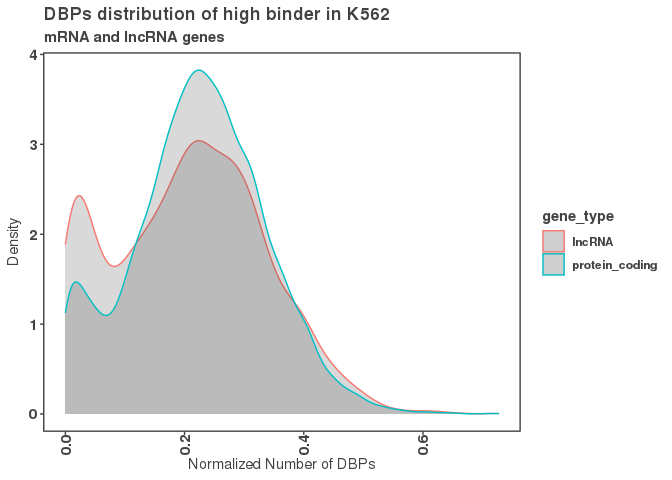 DBPs distribution of high binder in K562
mRNA and lncRNA genes
4
3
2
1
0
Density
0.0
0.2
0.4
0.6
Normalized Number of DBPs
gene_type
lncRNA
protein_coding